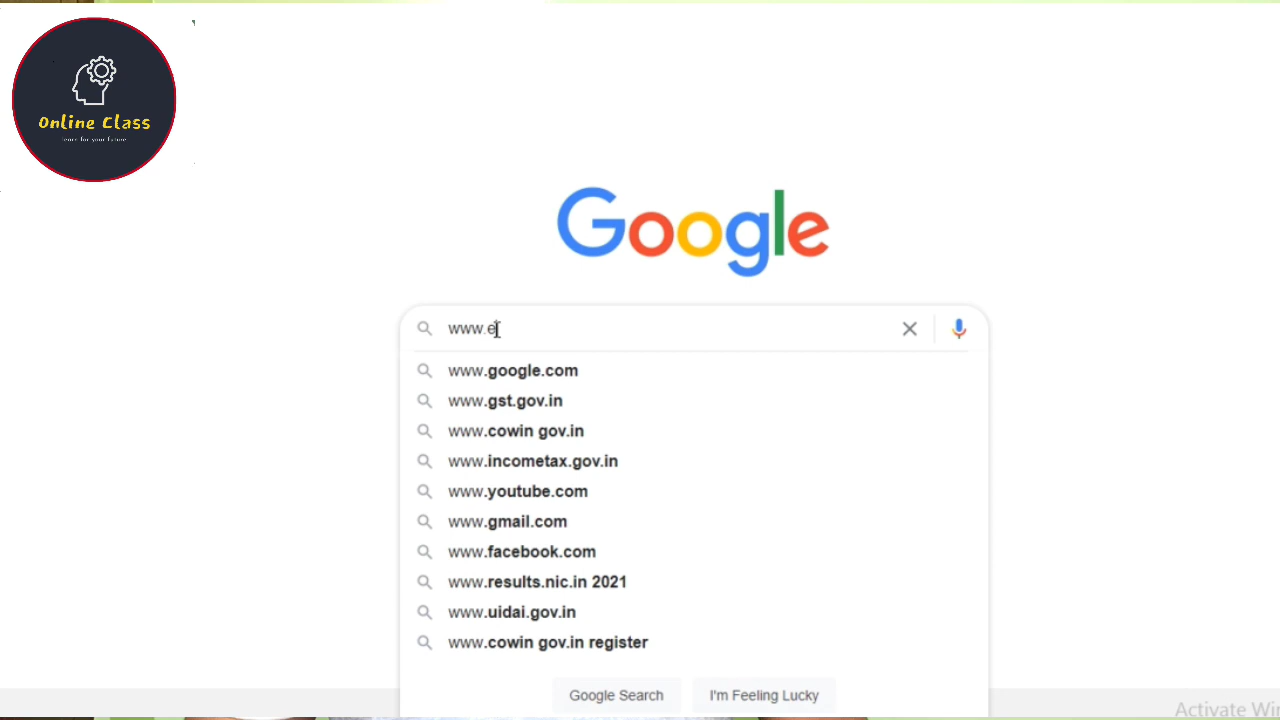 Online Class
Google
www.e
www.google.com
www.gst.gov.in
www.cowin gov.in
www.incometax.gov.in
www.youtube.com
www.gmail.com
www.facebook.com
www.results.nic.in 2021
www.uidai.gov.in
www.cowin gov.in register
Google Search
I'm Feeling Lucky
Activate Wi